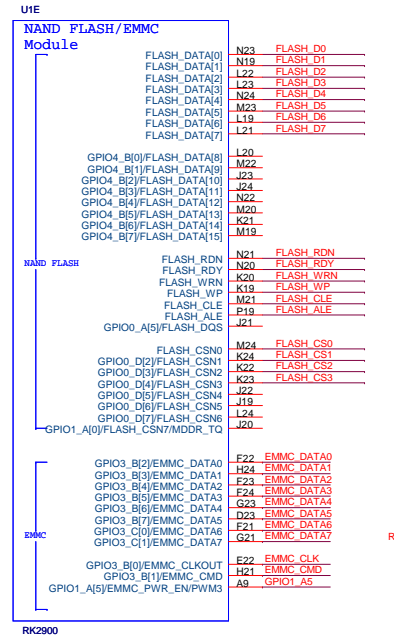 U1E
NAND FLASH/EMMC
Module
FLASH_DATA[0] N23 FLASH_D0
FLASH_DATA[1] N19 FLASH_D1
FLASH_DATA[2] L22 FLASH_D2
FLASH_DATA[3] L23 FLASH_D3
FLASH_DATA[4] N24 FLASH_D4
FLASH_DATA[5] M23 FLASH_D5
FLASH_DATA[6] L19 FLASH_D6
FLASH_DATA[7] L21 FLASH_D7
GPIO4_B[0]/FLASH_DATA[8] L20
GPIO4_B[1]/FLASH_DATA[9] M22
GPIO4_B[2]/FLASH_DATA[10] J23
GPIO4_B[3]/FLASH_DATA[11] J24
GPIO4_B[4]/FLASH_DATA[12] N22
GPIO4_B[5]/FLASH_DATA[13] M20
GPIO4_B[6]/FLASH_DATA[14] K21
GPIO4_B[7]/FLASH_DATA[15] M19
NAND FLASH
FLASH_RDN N21 FLASH_RDN
FLASH_RDY N20 FLASH_RDY
FLASH_WRN K20 FLASH_WRN
FLASH_WP K19 FLASH_WP
FLASH_CLE M21 FLASH_CLE
FLASH_ALE P19 FLASH_ALE
GPIO0_A[5]/FLASH_DQS J21
FLASH_CSN0 M24 FLASH_CS0
GPIO0_D[2]/FLASH_CSN1 K24 FLASH_CS1
GPIO0_D[3]/FLASH_CSN2 K22 FLASH_CS2
GPIO0_D[4]/FLASH_CSN3 K23 FLASH_CS3
GPIO0_D[5]/FLASH_CSN4 J22
GPIO0_D[6]/FLASH_CSN5 J19
GPIO0_D[7]/FLASH_CSN6 L24
GPIO1_A[0]/FLASH_CSN7/MDDR_TQ J20
GPIO3_B[2]/EMMC_DATA0 F22 EMMC_DATA0
GPIO3_B[3]/EMMC_DATA1 H24 EMMC_DATA1
GPIO3_B[4]/EMMC_DATA2 F23 EMMC_DATA2
GPIO3_B[5]/EMMC_DATA3 F24 EMMC_DATA3
GPIO3_B[6]/EMMC_DATA4 G23 EMMC_DATA4
GPIO3_B[7]/EMMC_DATA5 D23 EMMC_DATA5
GPIO3_C[0]/EMMC_DATA6 F21 EMMC_DATA6
GPIO3_C[1]/EMMC_DATA7 G21 EMMC_DATA7
EMMC
R
GPIO3_B[0]/EMMC_CLKOUT E22 EMMC_CLK
GPIO3_B[1]/EMMC_CMD H21 EMMC_CMD
GPIO1_A[5]/EMMC_PWR_EN/PWM3 A9 GPIO1_A5
RK2900